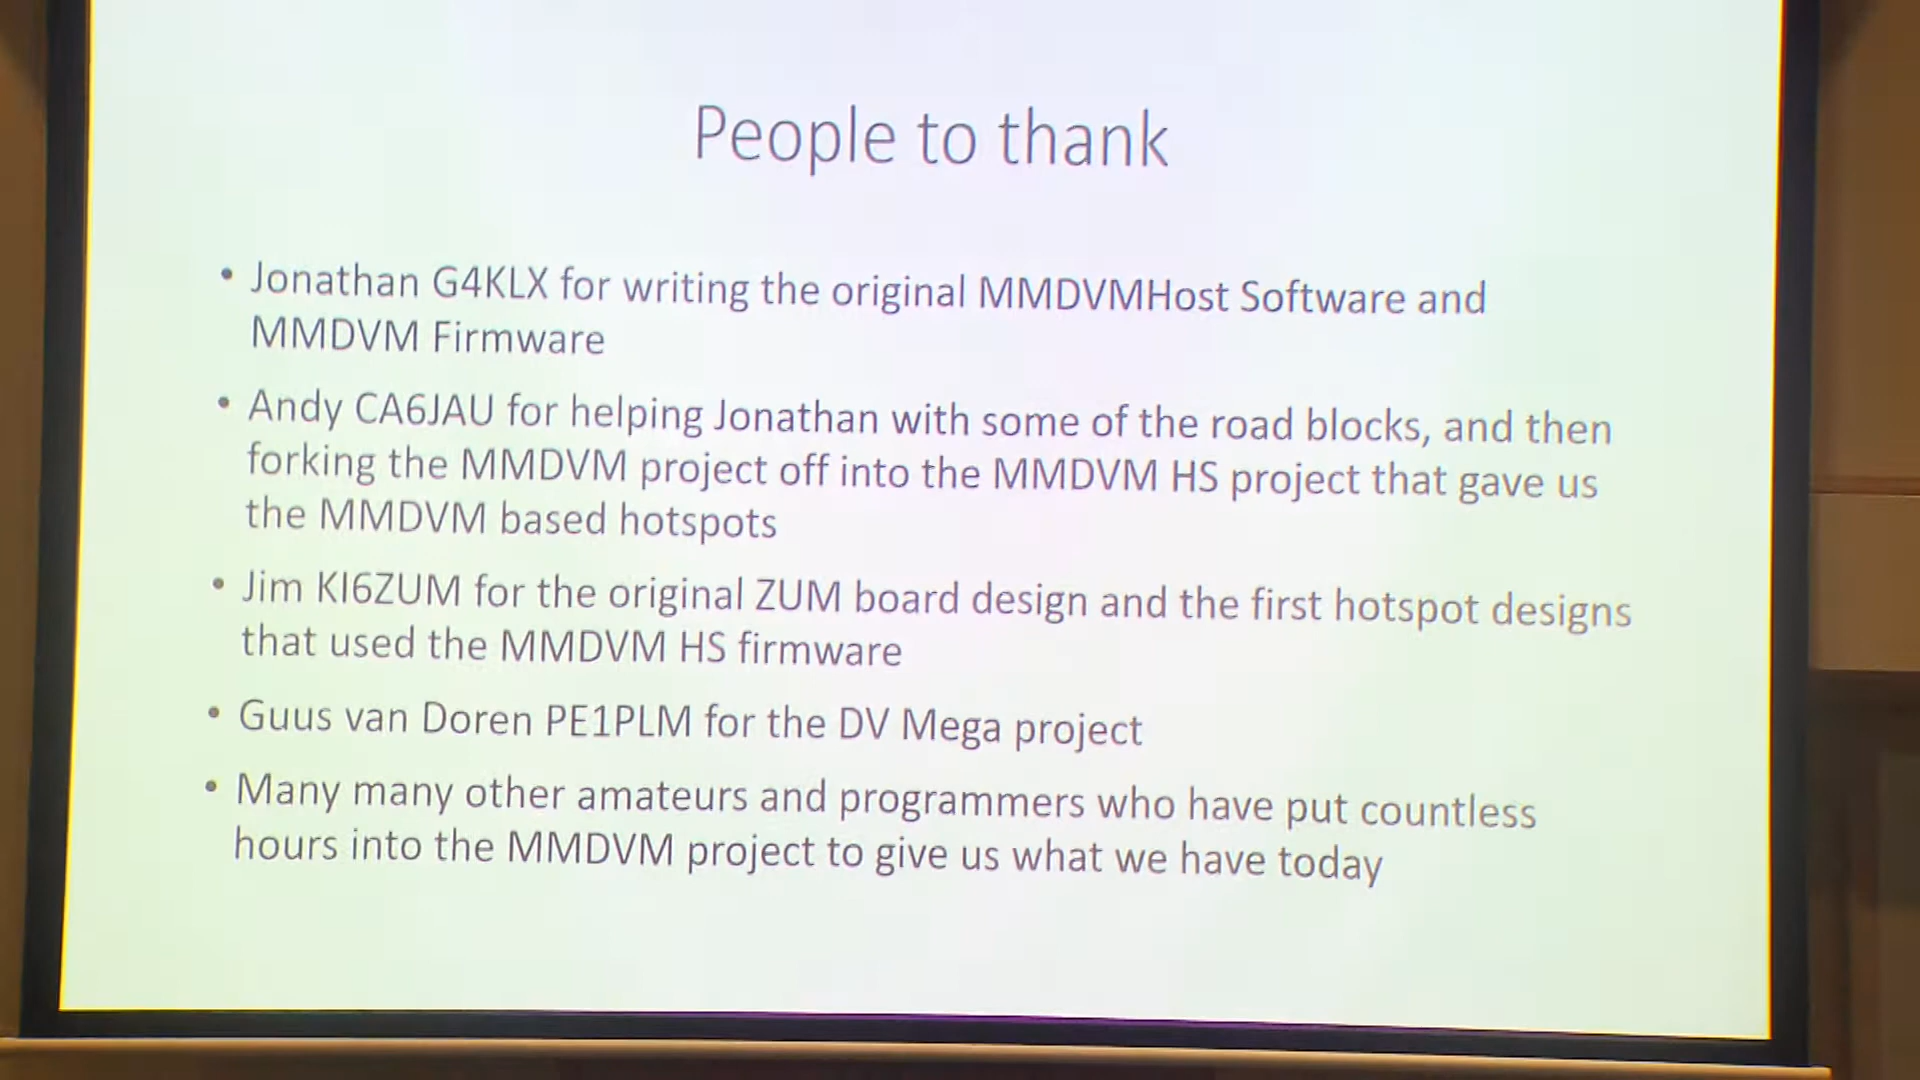 People to thank
• Jonathan G4KLX for writing the original MMDVMHost Software and
MMDVM Firmware
• Andy CA6JAU for helping Jonathan with some of the road blocks, and then
forking the MMDVM project off into the MMDVM HS project that gave us
the MMDVM based hotspots
• Jim KI6ZUM for the original ZUM board design and the first hotspot designs
that used the MMDVM HS firmware
• Guus van Doren PE1PLM for the DV Mega project
• Many many other amateurs and programmers who have put countless
hours into the MMDVM project to give us what we have today